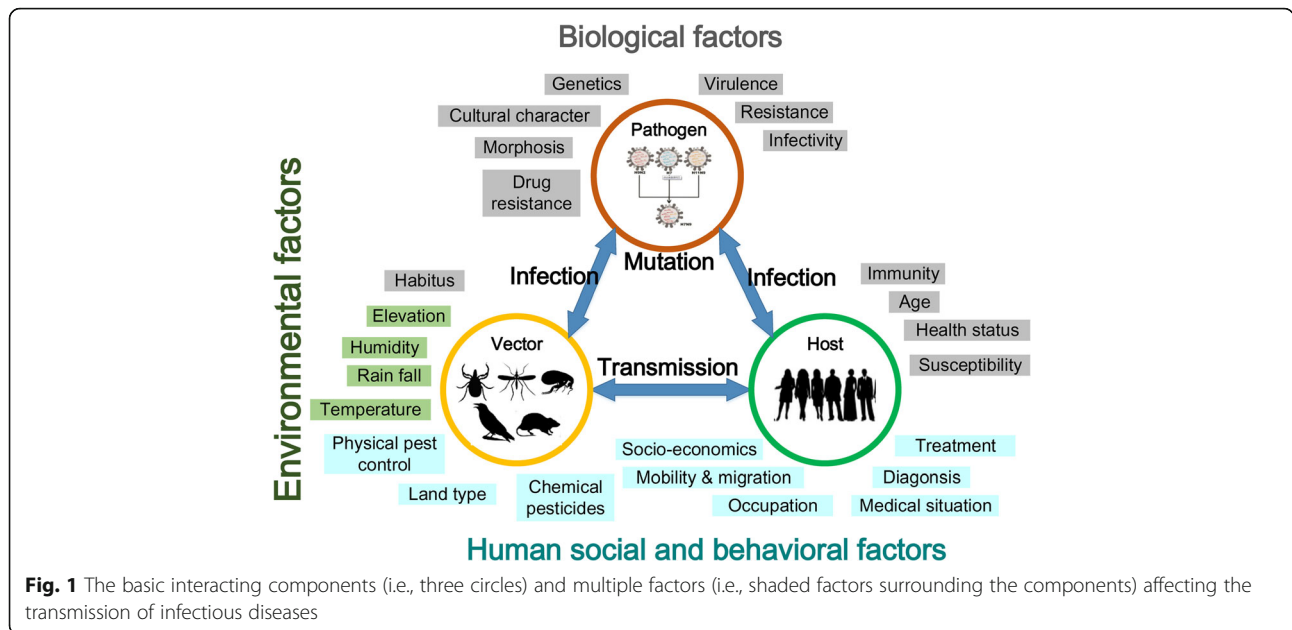 Biological factors
Genetics
Virulence
Cultural character
Resistance
Morphosis
Infectivity
Drug
resistance
Pathogen
Environmental factors
Infection
Mutation
Infection
Habitus
Immunity
Elevation
Age
Humidity
Health status
Rain fall
Susceptibility
Temperature
Vector
Transmission
Host
Physical pest
control
Land type
Chemical
pesticides
Socio-economics
Mobility & migration
Occupation
Treatment
Diagonsis
Medical situation
Human social and behavioral factors
Fig. 1 The basic interacting components (i.e., three circles) and multiple factors (i.e., shaded factors surrounding the components) affecting the
transmission of infectious diseases